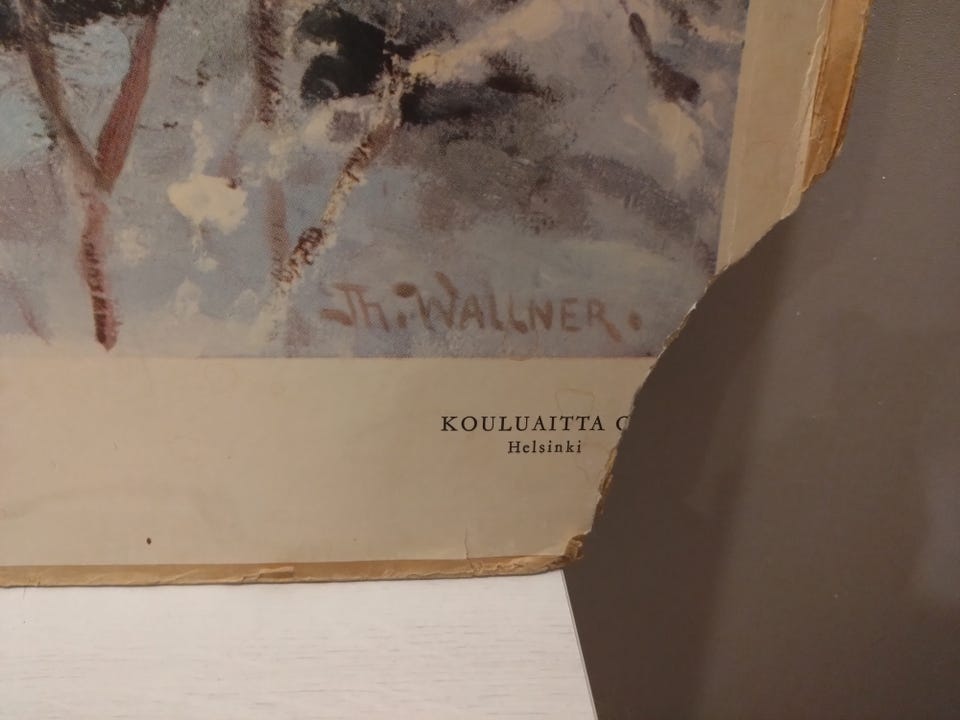 Th. WALLNER.
KOULUAITTA O
Helsinki